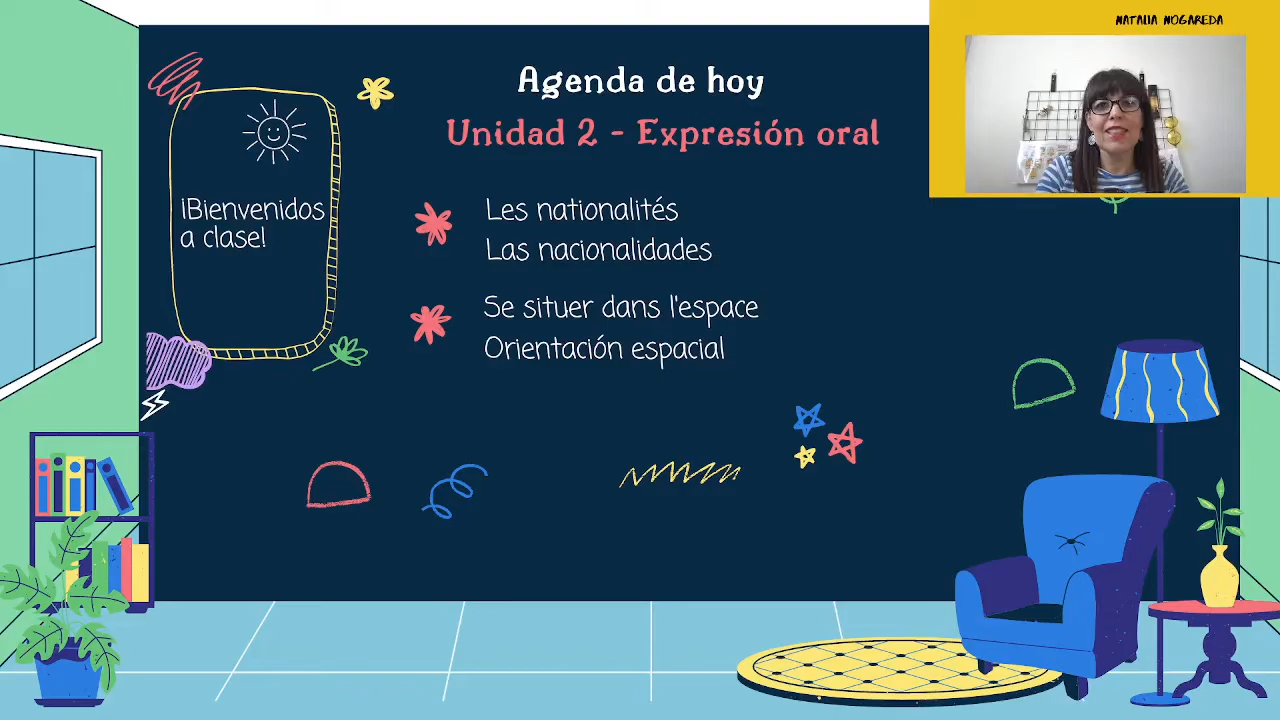 NATALIA NOGAREDA
Agenda de hoy
Unidad 2 - Expresión oral
¡Bienvenidos
a clase!
Les nationalités
Las nacionalidades
Se situer dans l'espace
Orientación espacial